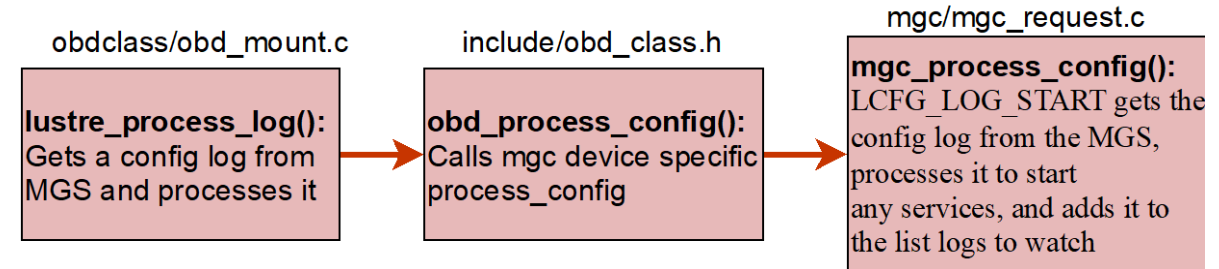 obdclass/obd_mount.c
lustre_process_log():
Gets a config log from
MGS and processes it
include/obd_class.h
obd_process_config():
Calls mgc device specific
process_config
mgc/mgc_request.c
mgc_process_config():
LCFG_LOG_START gets the
config log from the MGS,
processes it to start
any services, and adds it to
the list logs to watch